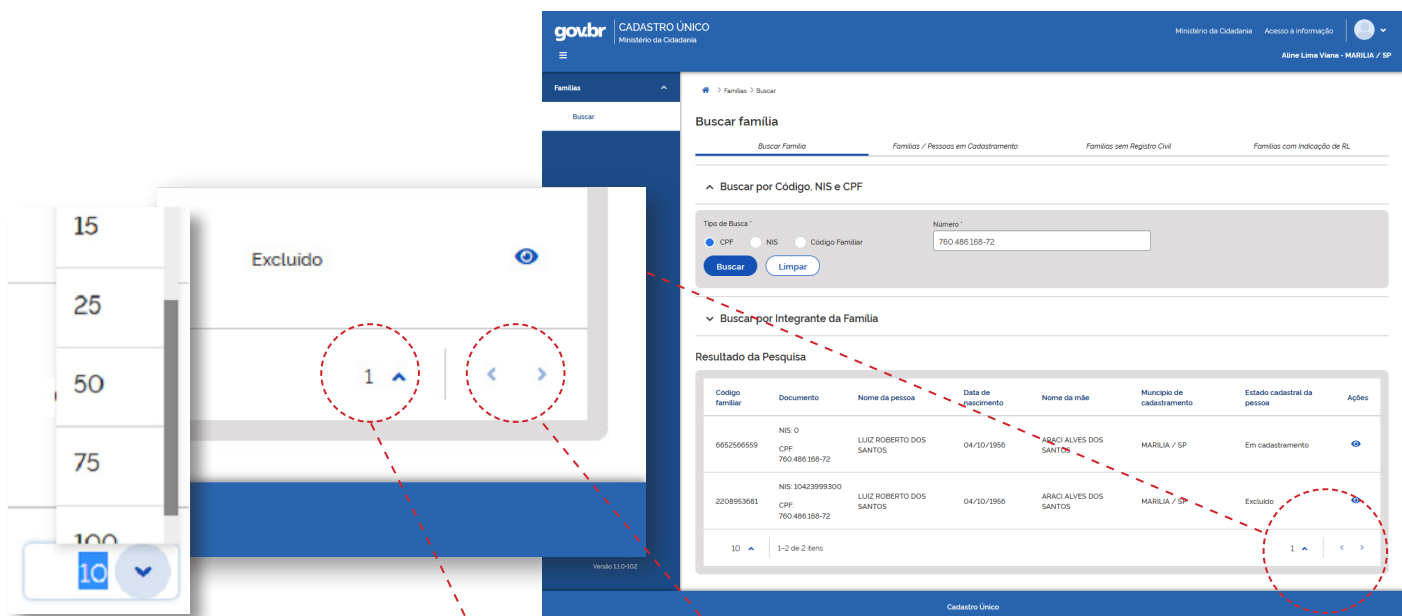 gov.br
CADASTRO ÚNICO
Ministério da Cidadania
Ministério da Cidadania
Acesso à informação
Aline Lima Viana - MARILIA / SP
Famílias
Buscar
> Famílias > Buscar
Buscar família
Buscar Família
Famílias / Pessoas em Cadastramento
Famílias sem Registro Civil
Famílias com Indicação de RL
Buscar por Código, NIS e CPF
Tipo de Busca *
Número *
CPF
NIS
Código Familiar
760.486.168-72
Buscar
Limpar
Buscar por Integrante da Família
Resultado da Pesquisa
Código familiar
Documento
Nome da pessoa
Data de nascimento
Nome da mãe
Município de cadastramento
Estado cadastral da pessoa
Ações
6652566559
NIS: 0
CPF:
760.486.168-72
LUIZ ROBERTO DOS
SANTOS
04/10/1956
ARACI ALVES DOS
SANTOS
MARILIA / SP
Em cadastramento
2208953681
NIS: 10423999300
CPF:
760.486.168-72
LUIZ ROBERTO DOS
SANTOS
04/10/1956
ARACI ALVES DOS
SANTOS
MARILIA / SP
Excluído
10
1-2 de 2 itens
1
< >
Versão 1.1.0-102
Cadastro Único
Excluído
1
< >
15
25
50
75
100
10